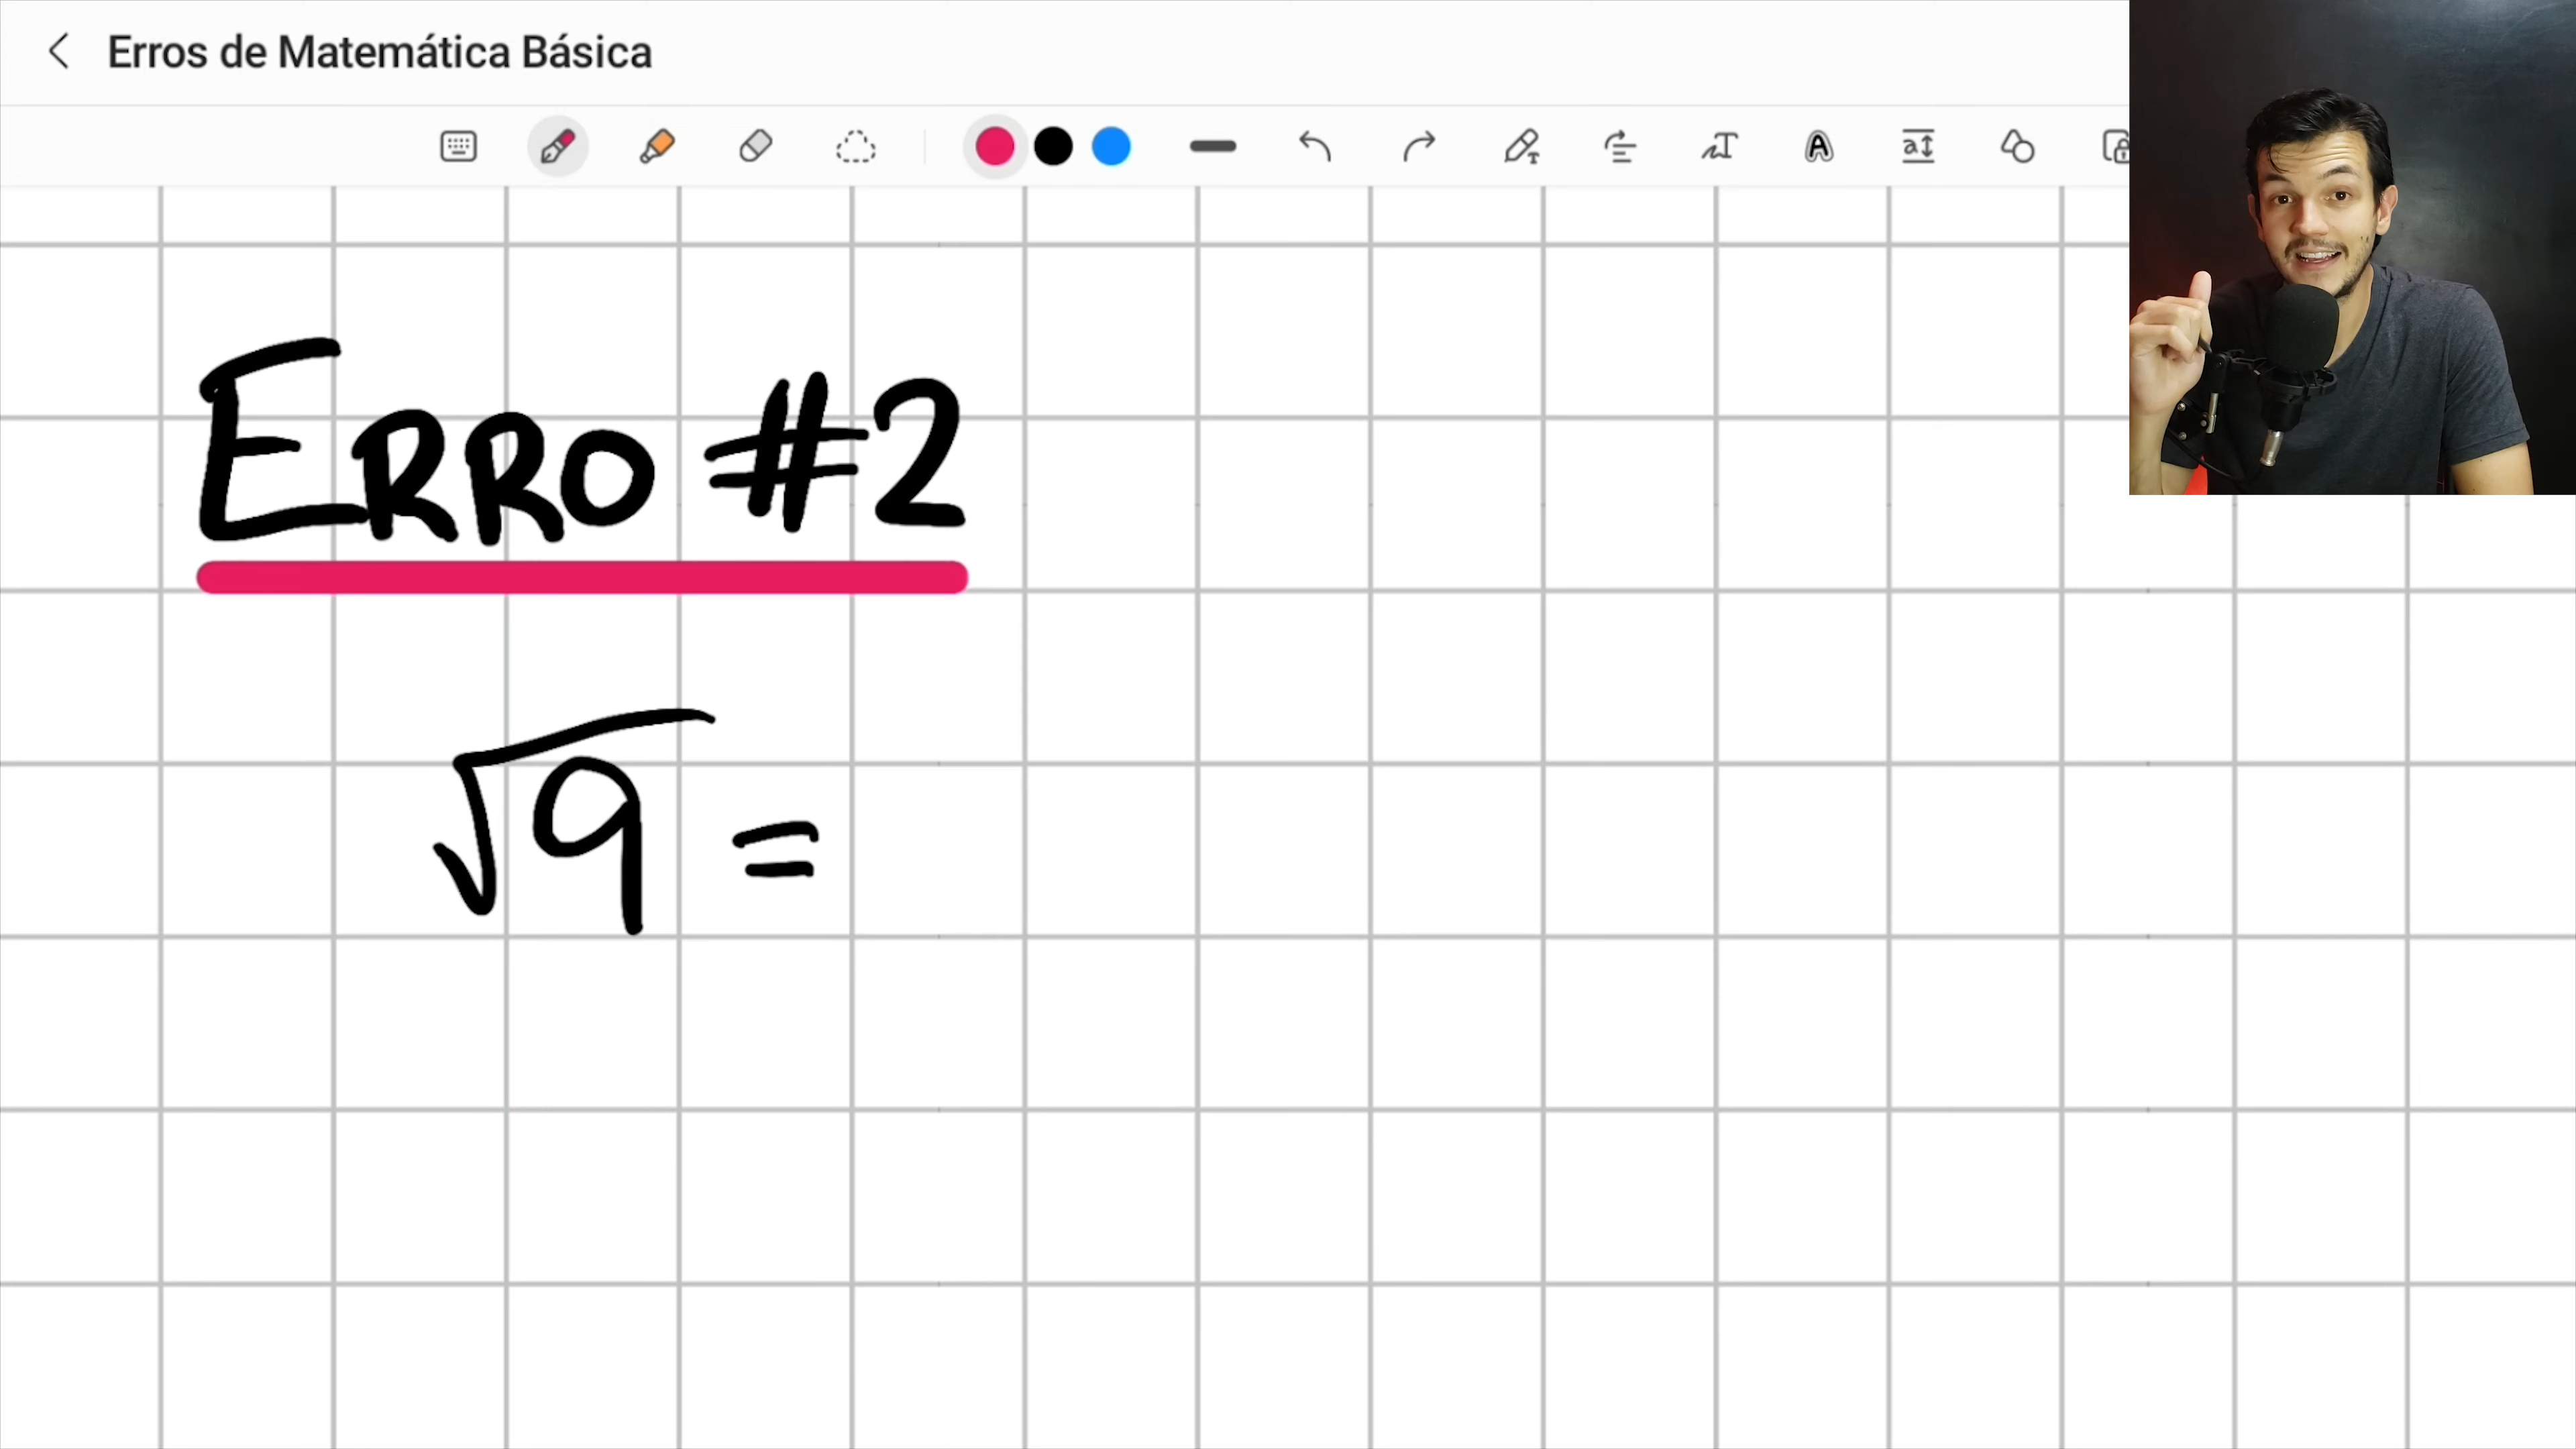 Erros de Matemática Básica
ERRO #2
√9 =